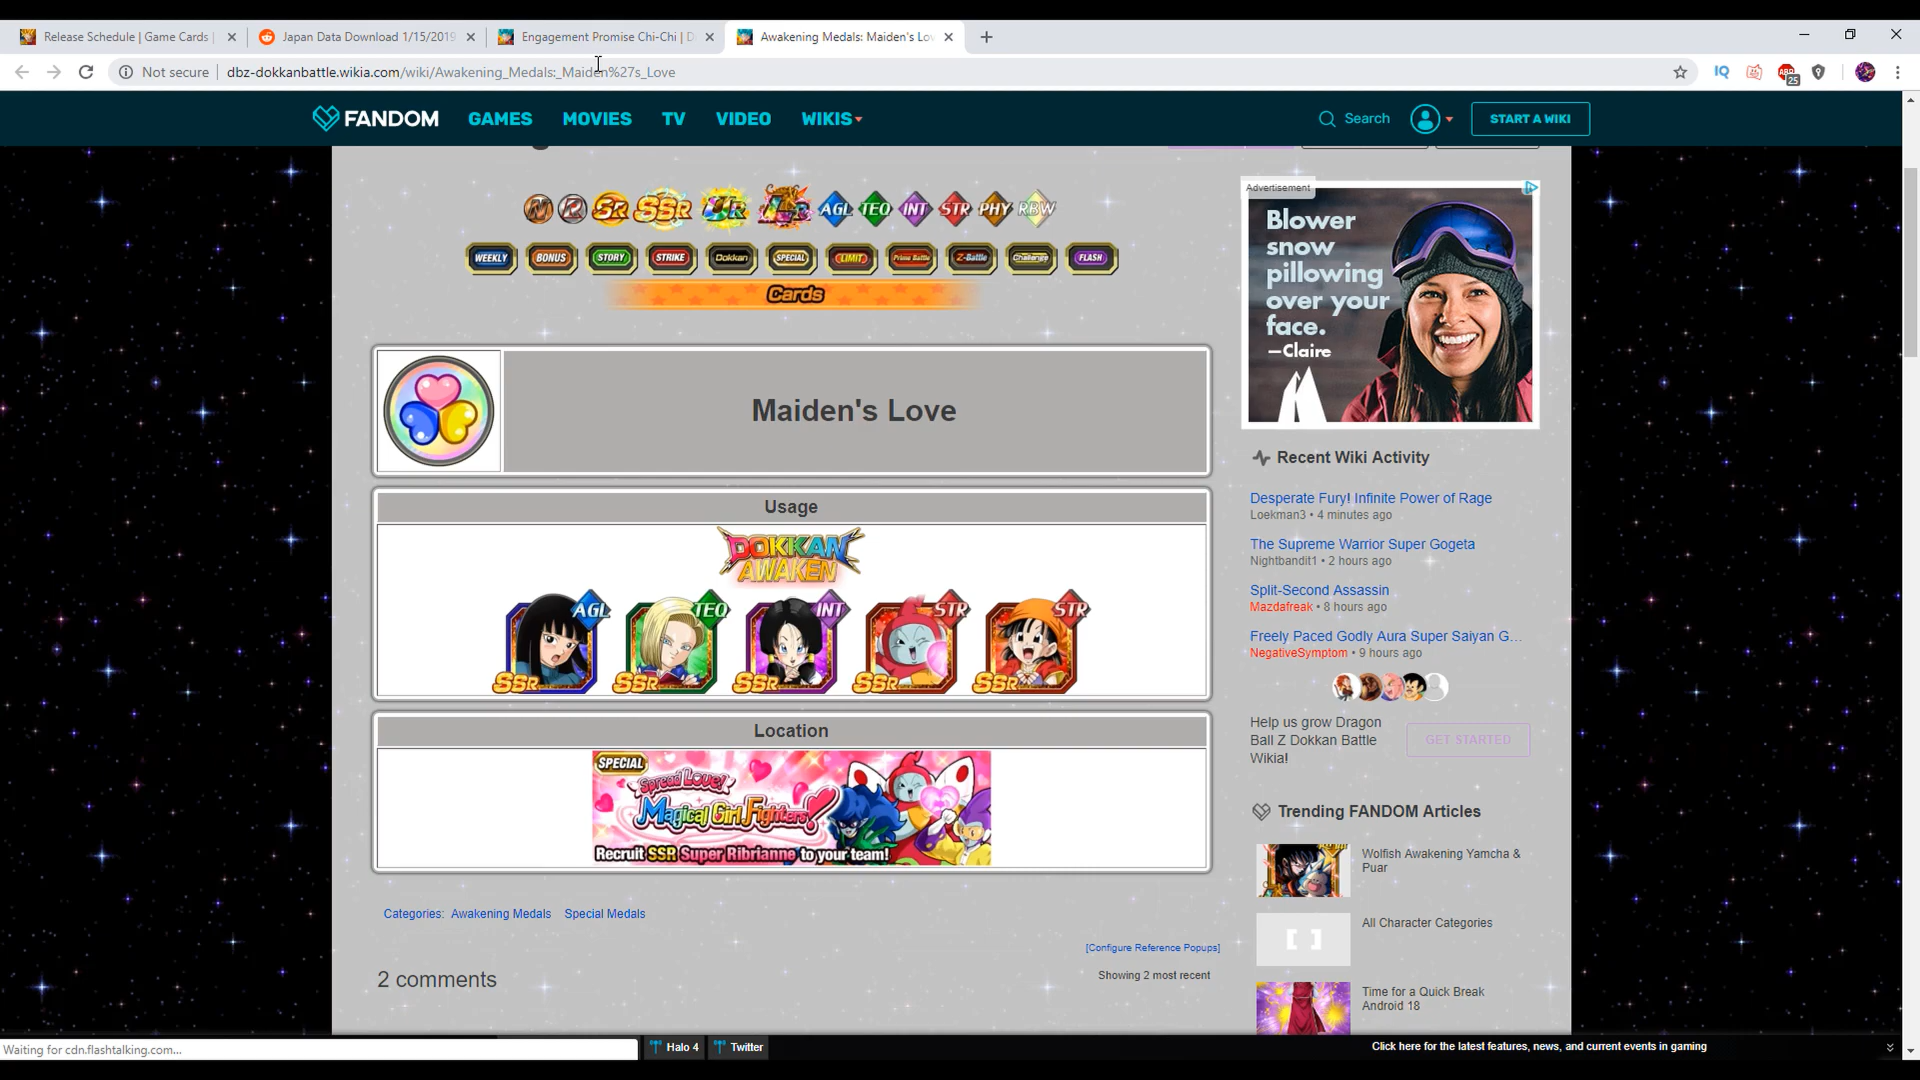 Release Schedule | Game Cards |
Japan Data Download 1/15/2019
Engagement Promise Chi-Chi | D
Awakening Medals: Maiden's Lov
Not secure
dbz-dokkanbattle.wikia.com/wiki/Awakening_Medals:_Maiden%27s_Love
IQ
ABP
25
FANDOM
GAMES
MOVIES
TV
VIDEO
WIKIS
Search
START A WIKI
N R SR SSR UR LR AGL TEQ INT STR PHY RBW
WEEKLY BONUS STORY STRIKE Dokkan SPECIAL LIMIT Prime Battle Z-Battle Challenge FLASH
Cards
Maiden's Love
Usage
DOKKAN
AWAKEN
AGL TEQ INT STR STR
SSR SSR SSR SSR SSR
Location
SPECIAL
Spread Love!
Magical Girl Fighters!
Recruit SSR Super Ribrianne to your team!
Categories: Awakening Medals Special Medals
[Configure Reference Popups]
2 comments
Showing 2 most recent
Advertisement
Blower
snow
pillowing
over your
face.
—Claire
Recent Wiki Activity
Desperate Fury! Infinite Power of Rage
Loekman3 • 4 minutes ago
The Supreme Warrior Super Gogeta
Nightbandit1 • 2 hours ago
Split-Second Assassin
Mazdafreak • 8 hours ago
Freely Paced Godly Aura Super Saiyan G...
NegativeSymptom • 9 hours ago
Help us grow Dragon
Ball Z Dokkan Battle
Wikia!
GET STARTED
Trending FANDOM Articles
Wolfish Awakening Yamcha &
Puar
All Character Categories
Time for a Quick Break
Android 18
Waiting for cdn.flashtalking.com...
Halo 4
Twitter
Click here for the latest features, news, and current events in gaming